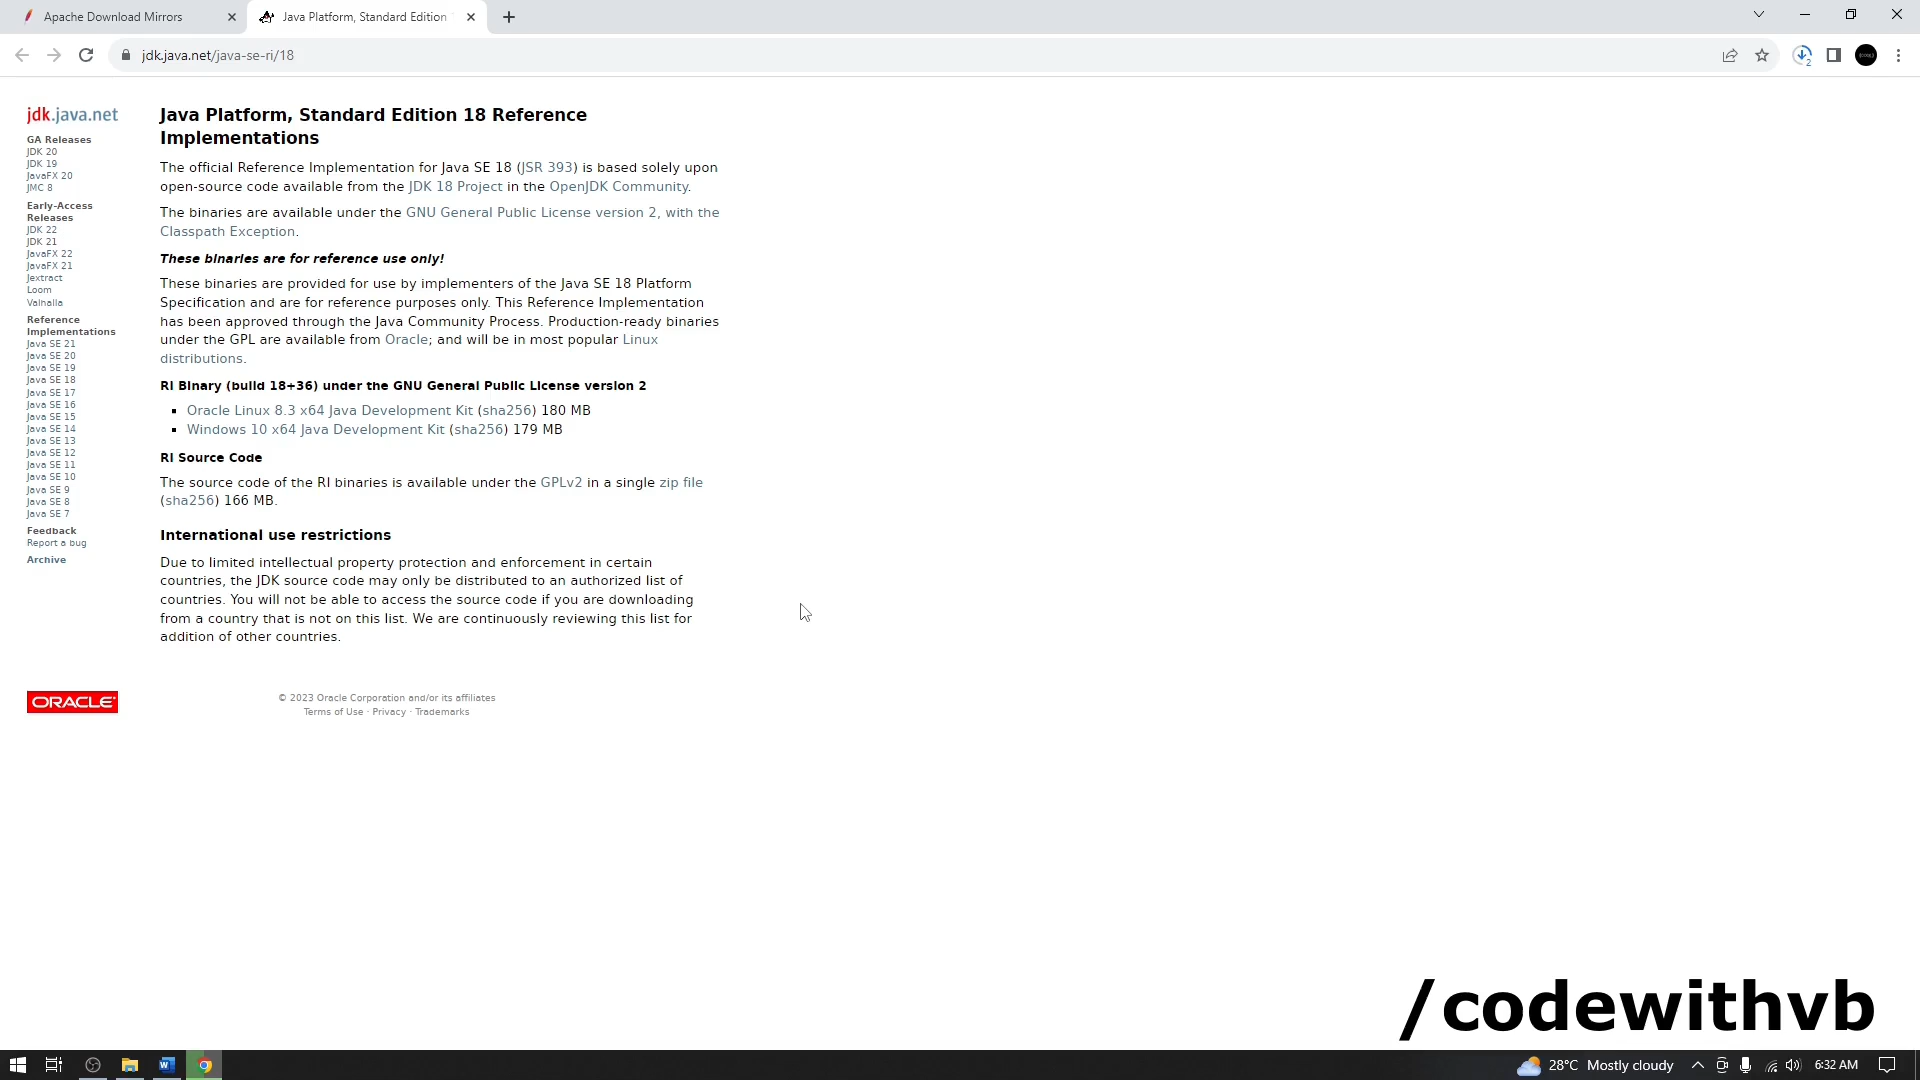 Apache Download Mirrors
Java Platform, Standard Edition
jdk.java.net/java-se-ri/18
2
jdk.java.net
GA Releases
JDK 20
JDK 19
JavaFX 20
JMC 8
Early-Access
Releases
JDK 22
JDK 21
JavaFX 22
JavaFX 21
Jextract
Loom
Valhalla
Reference
Implementations
Java SE 21
Java SE 20
Java SE 19
Java SE 18
Java SE 17
Java SE 16
Java SE 15
Java SE 14
Java SE 13
Java SE 12
Java SE 11
Java SE 10
Java SE 9
Java SE 8
Java SE 7
Feedback
Report a bug
Archive
Java Platform, Standard Edition 18 Reference
Implementations
The official Reference Implementation for Java SE 18 (JSR 393) is based solely upon
open-source code available from the JDK 18 Project in the OpenJDK Community.
The binaries are available under the GNU General Public License version 2, with the
Classpath Exception.
These binaries are for reference use only!
These binaries are provided for use by implementers of the Java SE 18 Platform
Specification and are for reference purposes only. This Reference Implementation
has been approved through the Java Community Process. Production-ready binaries
under the GPL are available from Oracle; and will be in most popular Linux
distributions.
RI Binary (build 18+36) under the GNU General Public License version 2
Oracle Linux 8.3 x64 Java Development Kit (sha256) 180 MB
Windows 10 x64 Java Development Kit (sha256) 179 MB
RI Source Code
The source code of the RI binaries is available under the GPLv2 in a single zip file
(sha256) 166 MB.
International use restrictions
Due to limited intellectual property protection and enforcement in certain
countries, the JDK source code may only be distributed to an authorized list of
countries. You will not be able to access the source code if you are downloading
from a country that is not on this list. We are continuously reviewing this list for
addition of other countries.
ORACLE
© 2023 Oracle Corporation and/or its affiliates
Terms of Use · Privacy · Trademarks
/codewithvb
28°C Mostly cloudy
6:32 AM